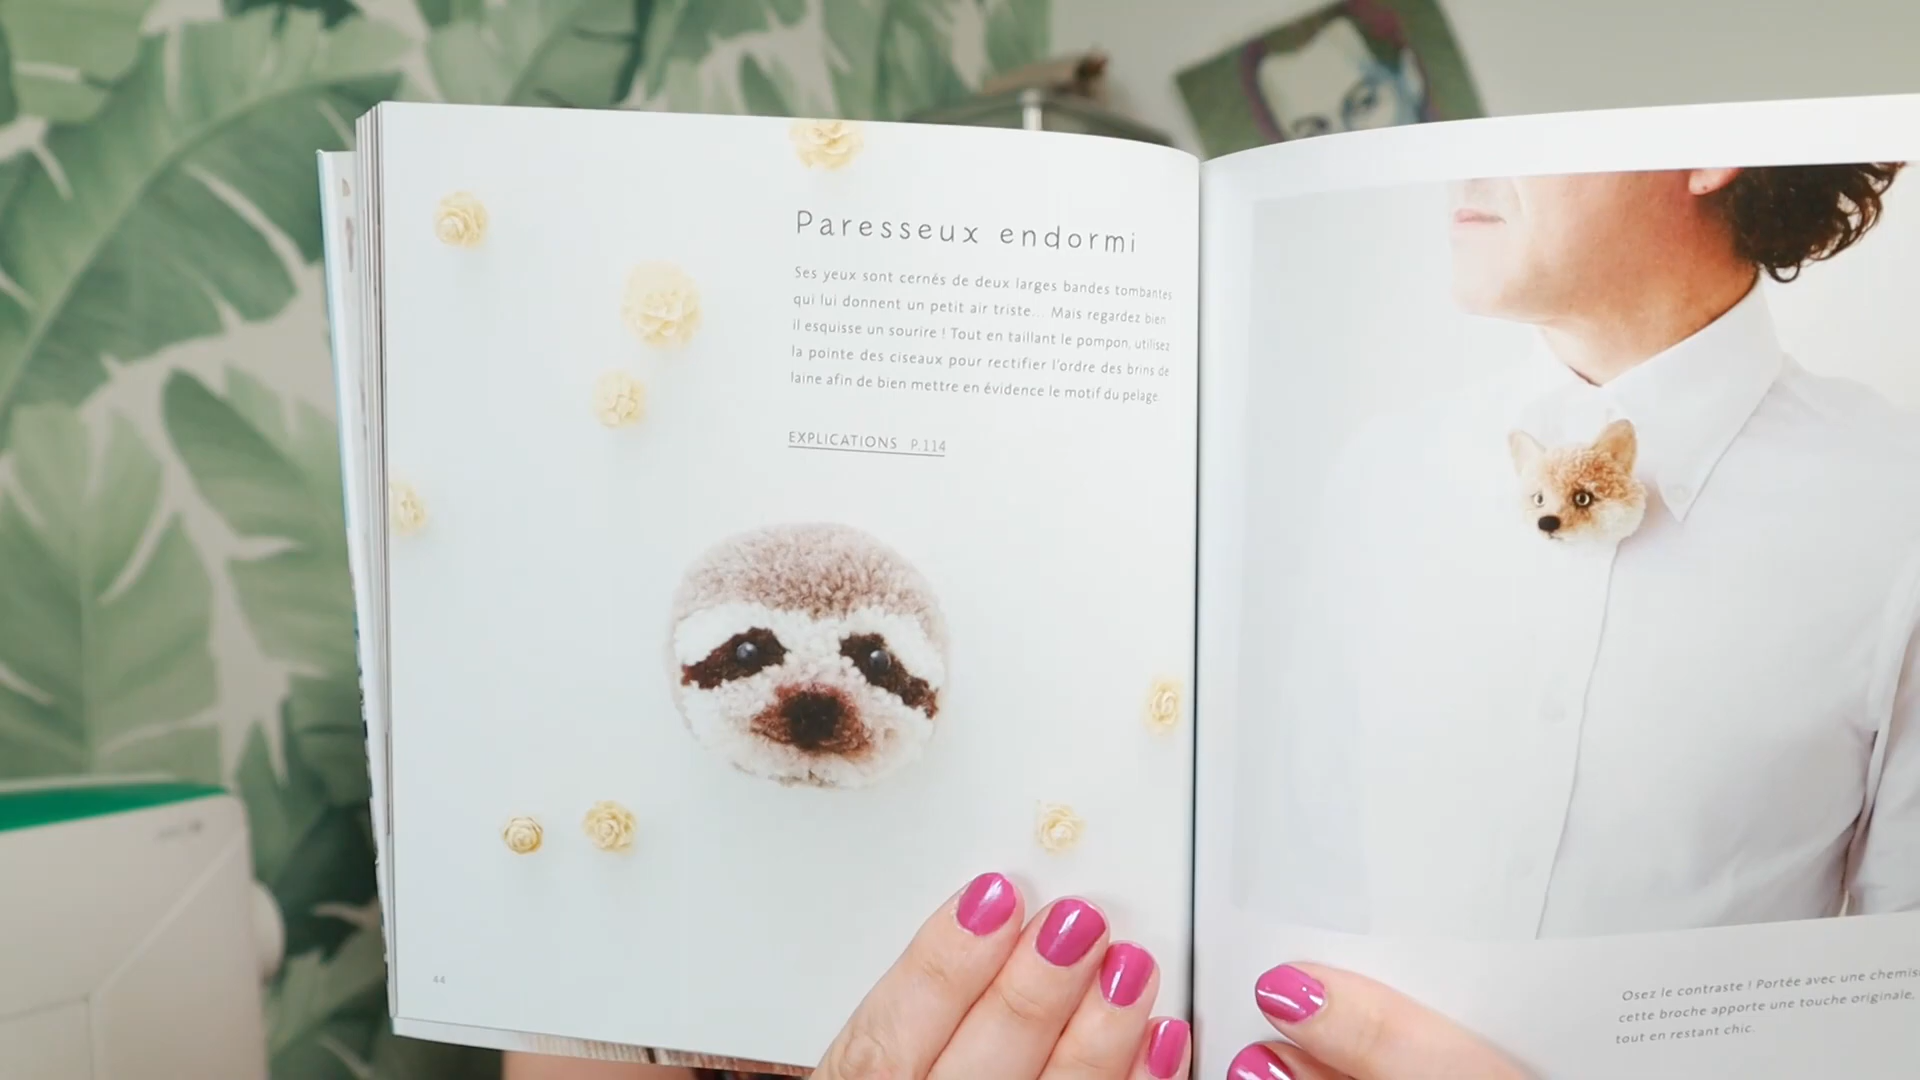 Paresseux endormi
Ses yeux sont cernés de deux larges bandes tombantes
qui lui donnent un petit air triste... Mais regardez bien
il esquisse un sourire ! Tout en taillant le pompon, utilisez
la pointe des ciseaux pour rectifier l'ordre des brins de
laine afin de bien mettre en évidence le motif du pelage.
EXPLICATIONS P.114
44
Osez le contraste ! Portée avec une
cette broche apporte une touche originale,
tout en restant chic.